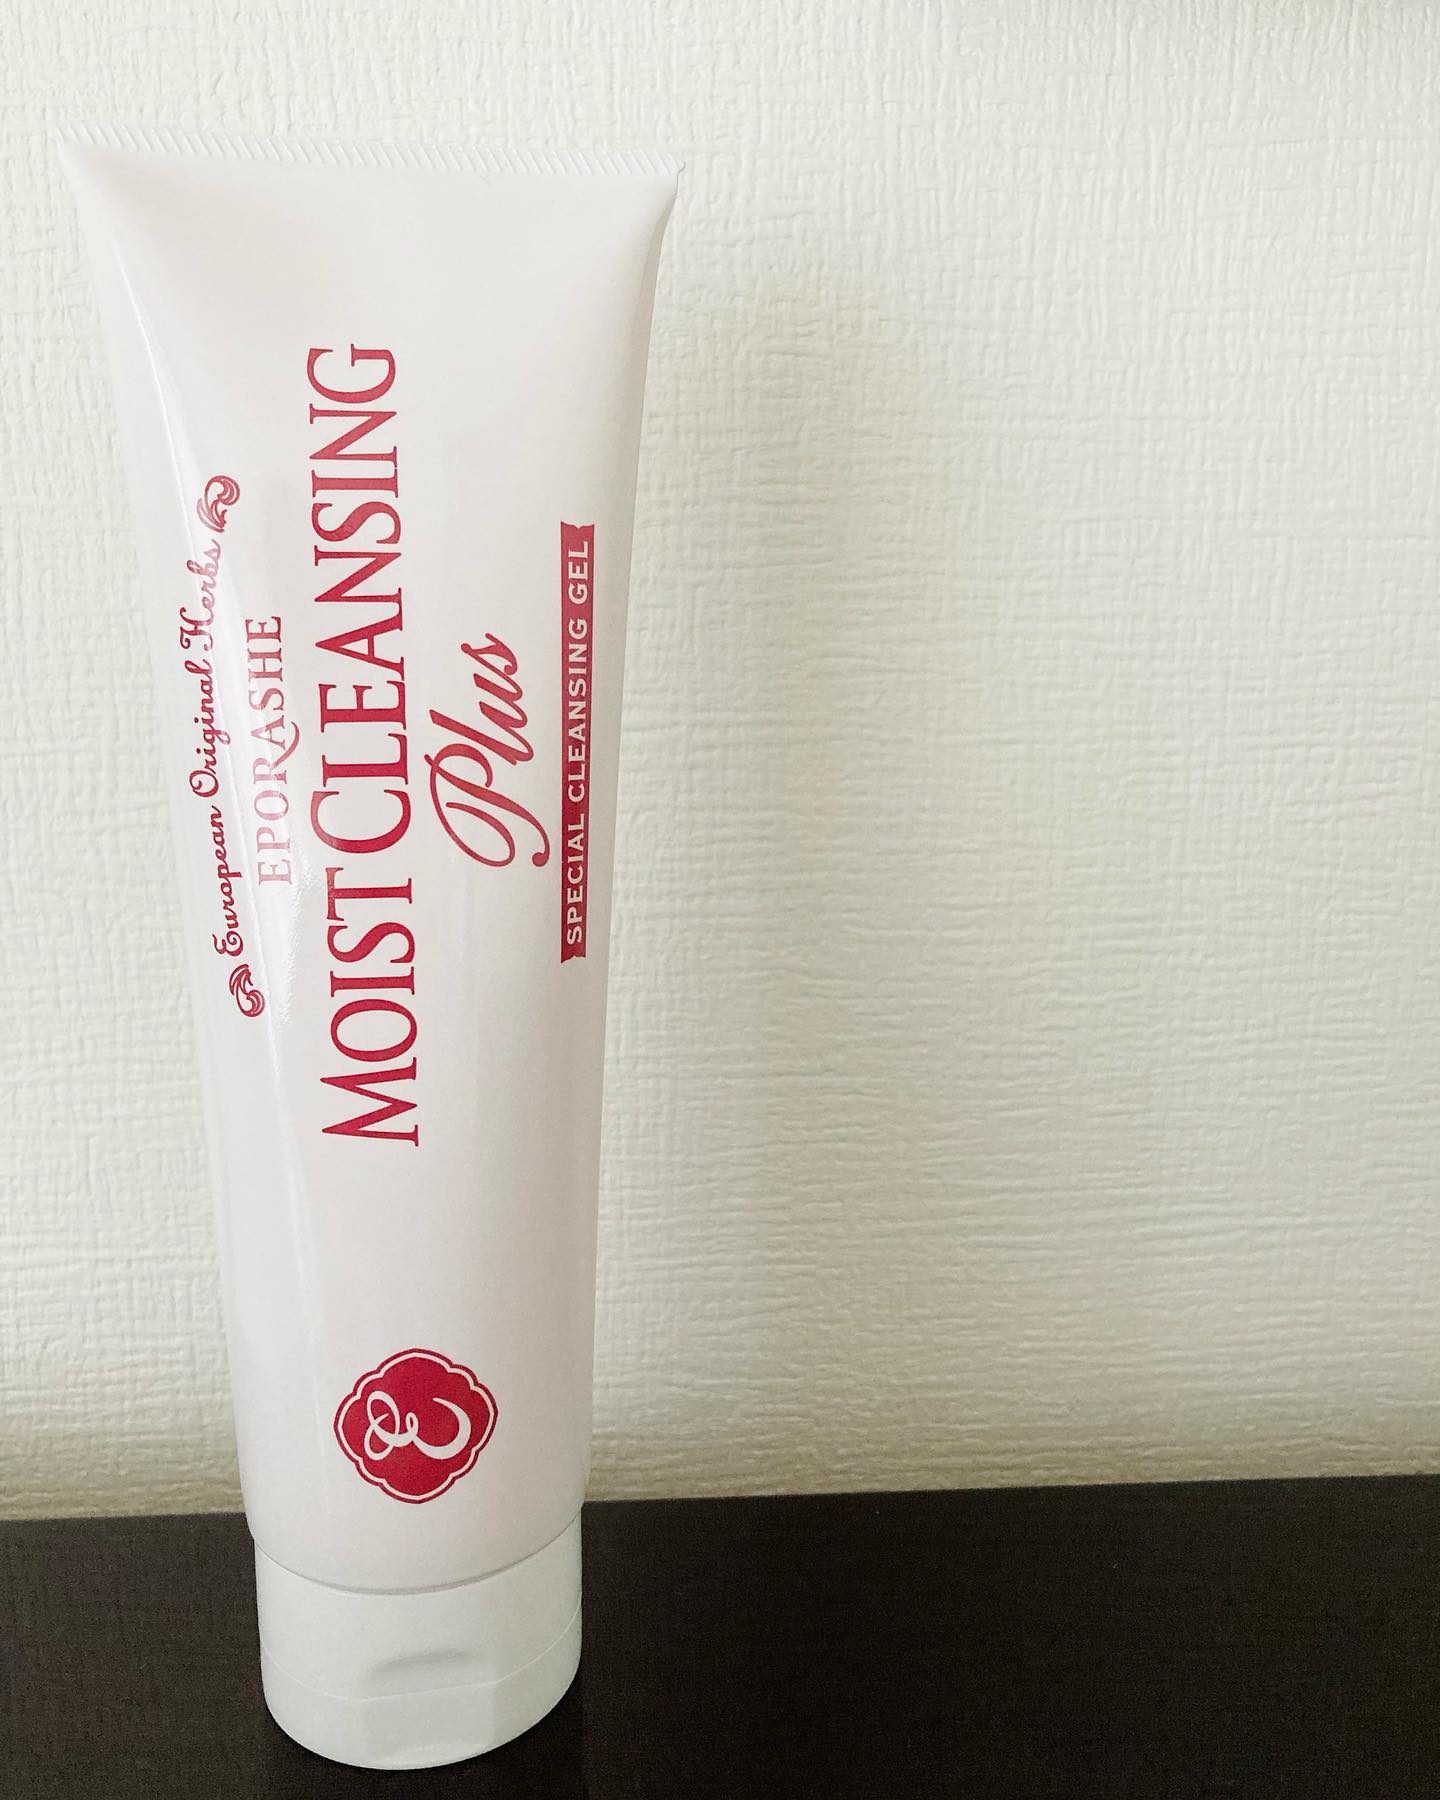 European Original Herbs
EPORASHE
MOIST CLEANSING
Plus
SPECIAL CLEANSING GEL
E